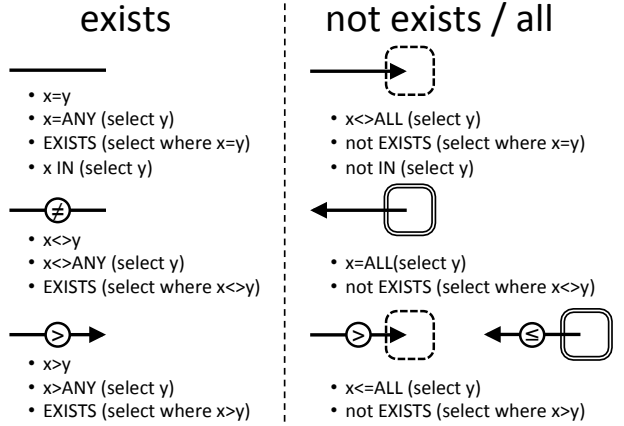 exists
• x=y
• x=ANY (select y)
• EXISTS (select where x=y)
• x IN (select y)
≠
• x<>y
• x<>ANY (select y)
• EXISTS (select where x<>y)
>
• x>y
• x>ANY (select y)
• EXISTS (select where x>y)
not exists / all
• x<>ALL (select y)
• not EXISTS (select where x=y)
• not IN (select y)
• x=ALL(select y)
• not EXISTS (select where x<>y)
> ≤
• x<=ALL (select y)
• not EXISTS (select where x>y)